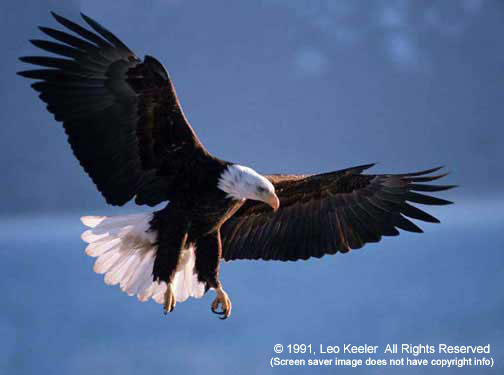 © 1991, Leo Keeler All Rights Reserved
(Screen saver image does not have copyright info)